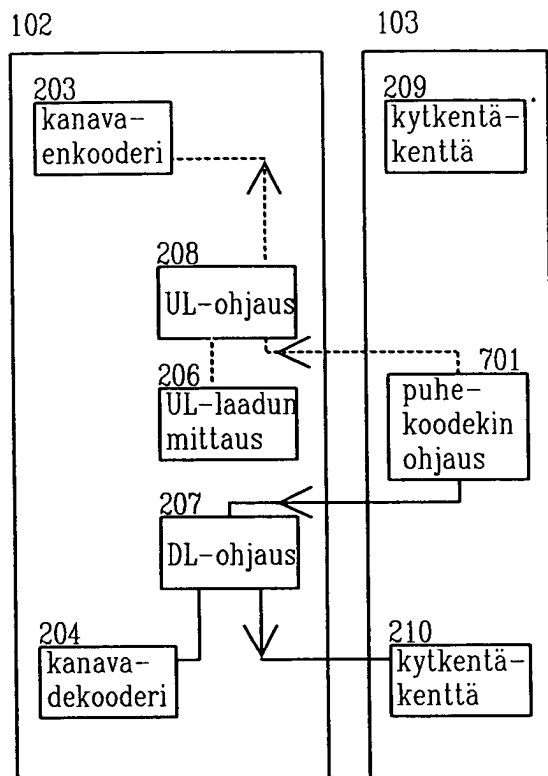 102
103
203
kanava-
enkooderi
209
kytkentä-
kenttä
208
UL-ohjaus
206
UL-laadun
mittaus
701
puhe-
koodekin
ohjaus
207
DL-ohjaus
204
kanava-
dekooderi
210
kytkentä-
kenttä